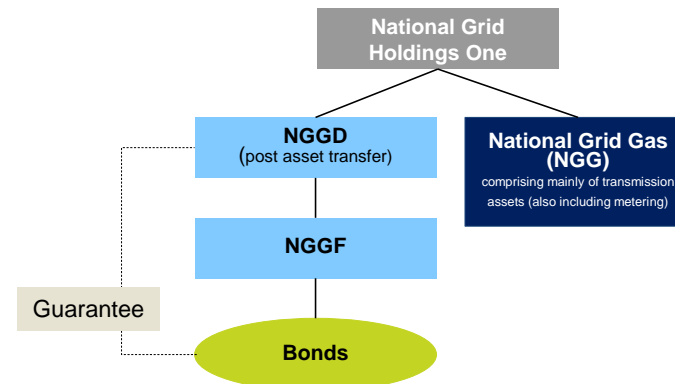 National Grid
Holdings One
NGGD
(post asset transfer)
National Grid Gas
(NGG)
comprising mainly of transmission
assets (also including metering)
NGGF
Guarantee
Bonds